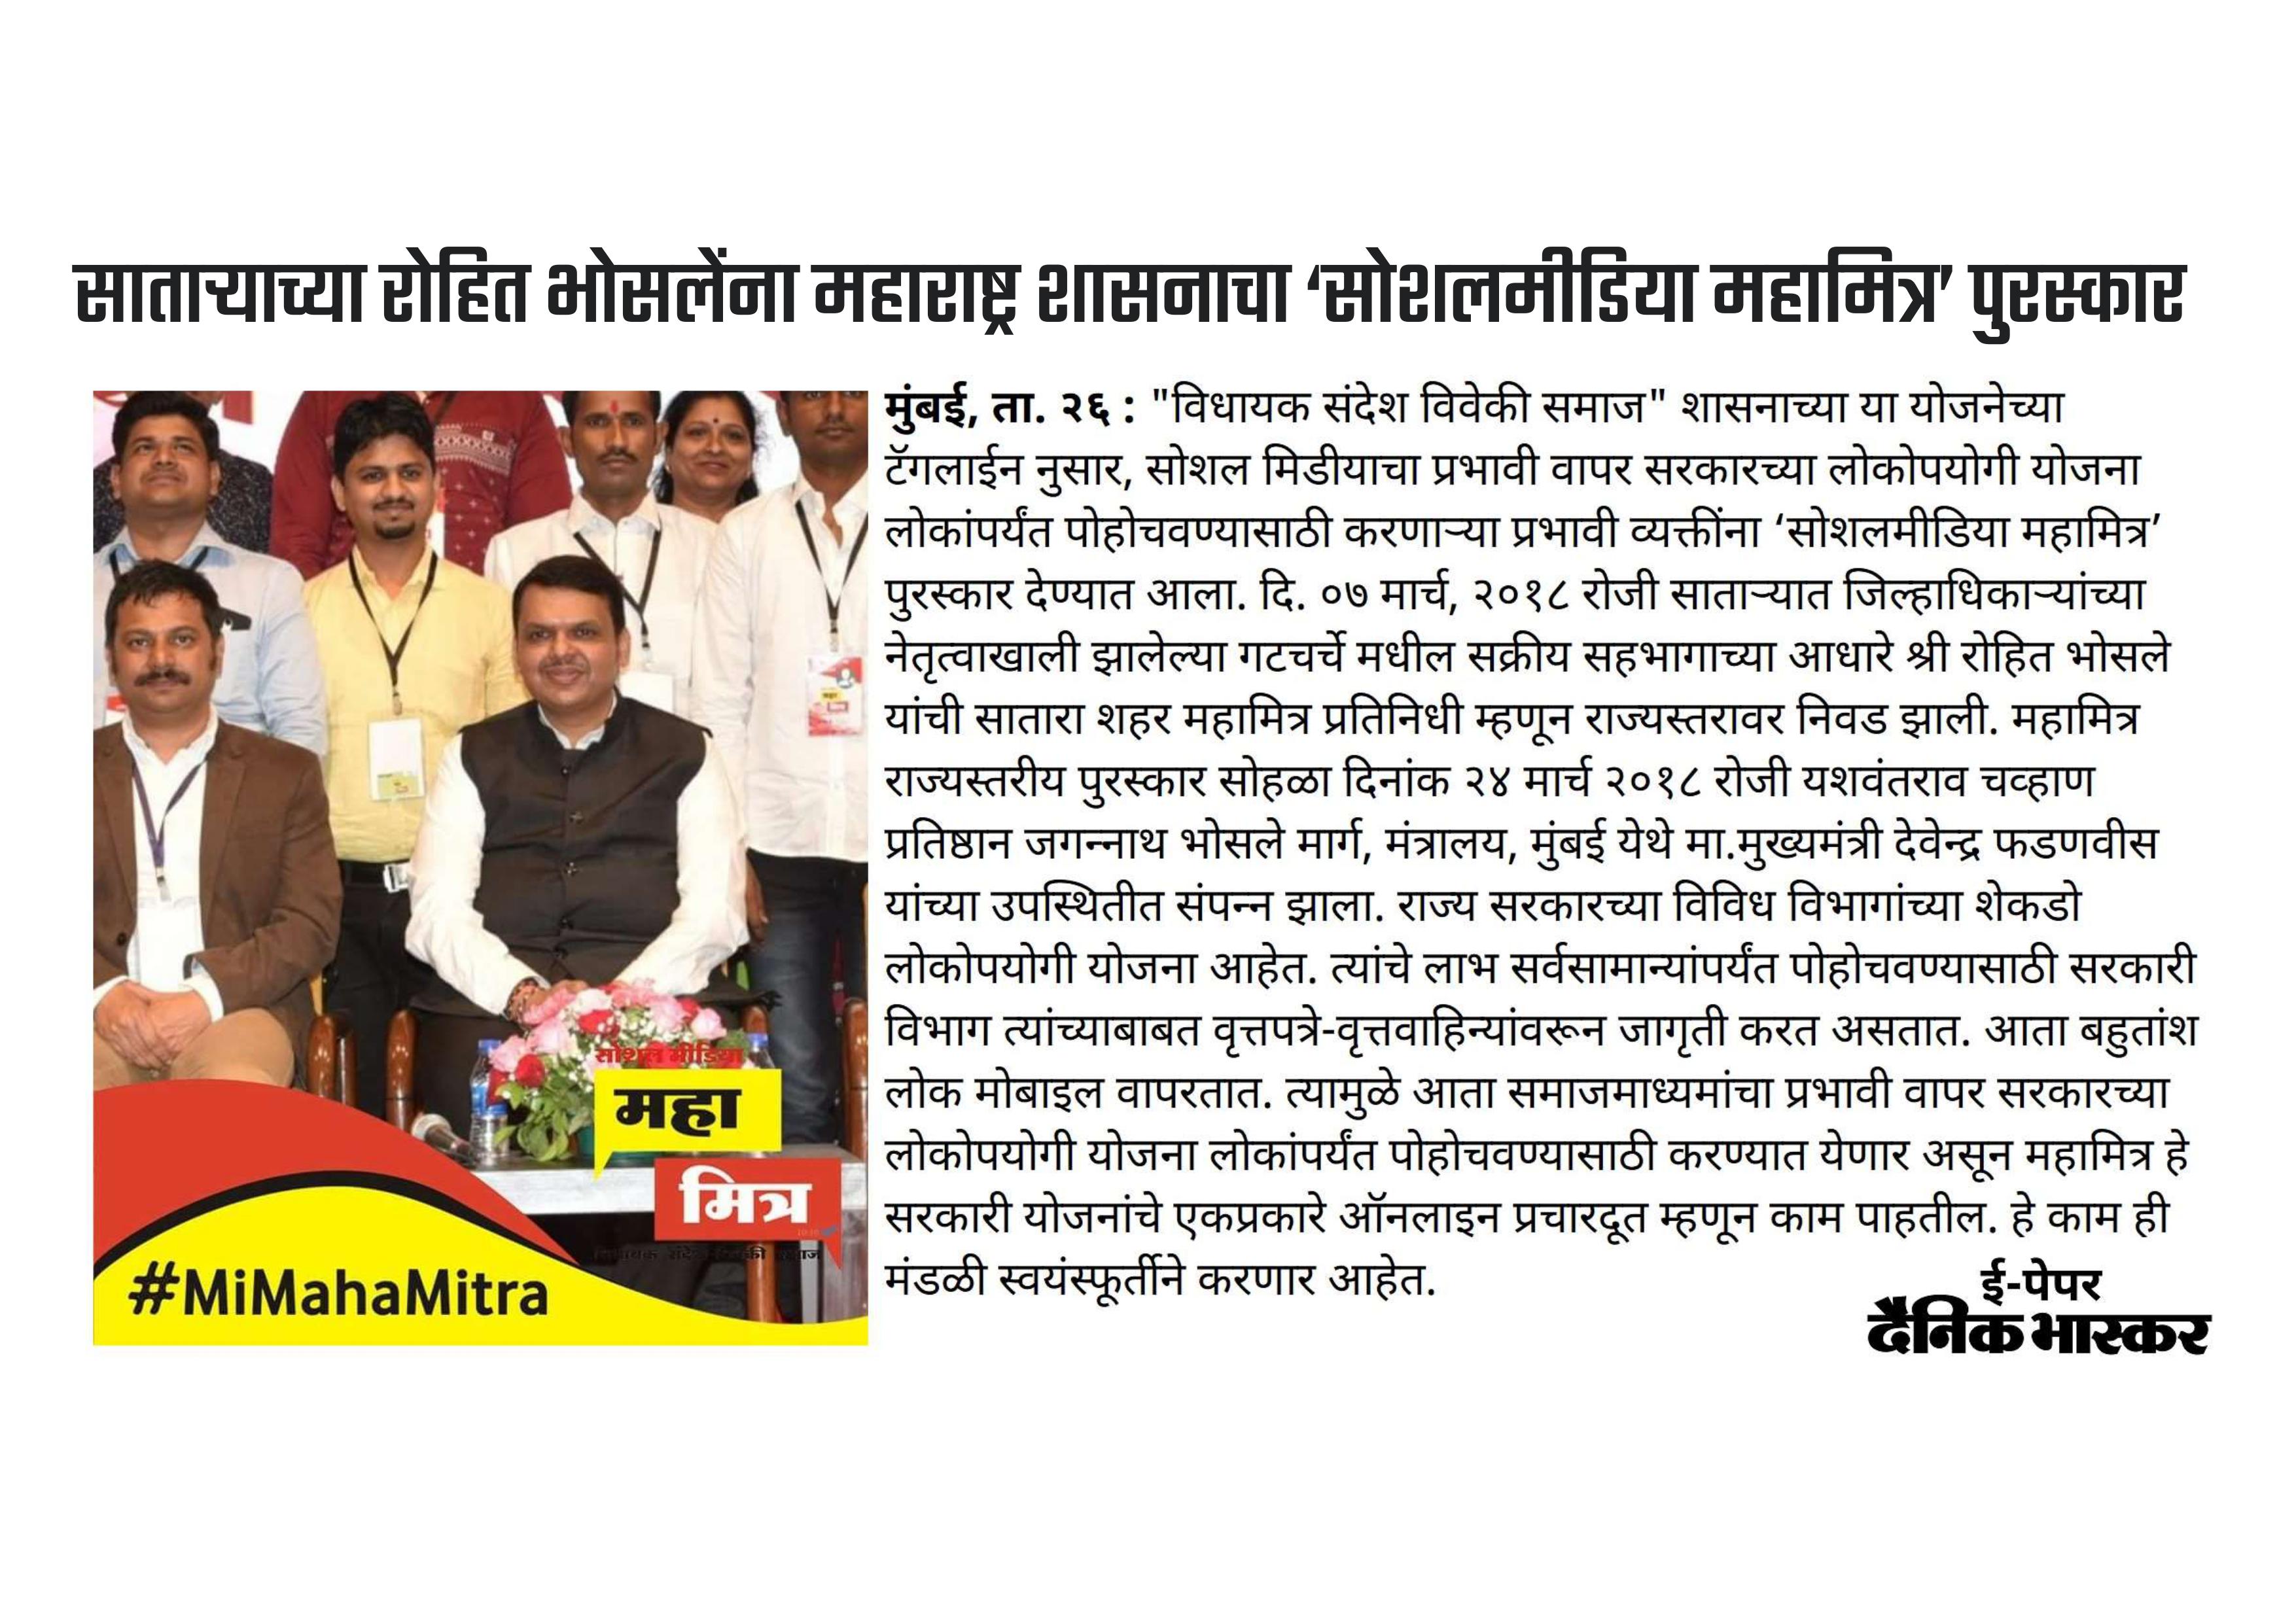 साताऱ्याच्या रोहित भोसलेंना महाराष्ट्र शासनाचा ‘सोशलमीडिया महामित्र’ पुरस्कार
मुंबई, ता. २६ : "विधायक संदेश विवेकी समाज" शासनाच्या या योजनेच्या
टॅगलाईन नुसार, सोशल मिडीयाचा प्रभावी वापर सरकारच्या लोकोपयोगी योजना
लोकांपर्यंत पोहोचवण्यासाठी करणाऱ्या प्रभावी व्यक्तींना ‘सोशलमीडिया महामित्र’
पुरस्कार देण्यात आला. दि. ०७ मार्च, २०१८ रोजी साताऱ्यात जिल्हाधिकाऱ्यांच्या
नेतृत्वाखाली झालेल्या गटचर्चे मधील सक्रीय सहभागाच्या आधारे श्री रोहित भोसले
यांची सातारा शहर महामित्र प्रतिनिधी म्हणून राज्यस्तरावर निवड झाली. महामित्र
राज्यस्तरीय पुरस्कार सोहळा दिनांक २४ मार्च २०१८ रोजी यशवंतराव चव्हाण
प्रतिष्ठान जगन्नाथ भोसले मार्ग, मंत्रालय, मुंबई येथे मा.मुख्यमंत्री देवेन्द्र फडणवीस
यांच्या उपस्थितीत संपन्न झाला. राज्य सरकारच्या विविध विभागांच्या शेकडो
लोकोपयोगी योजना आहेत. त्यांचे लाभ सर्वसामान्यांपर्यंत पोहोचवण्यासाठी सरकारी
विभाग त्यांच्याबाबत वृत्तपत्रे-वृत्तवाहिन्यांवरून जागृती करत असतात. आता बहुतांश
लोक मोबाइल वापरतात. त्यामुळे आता समाजमाध्यमांचा प्रभावी वापर सरकारच्या
लोकोपयोगी योजना लोकांपर्यंत पोहोचवण्यासाठी करण्यात येणार असून महामित्र हे
सरकारी योजनांचे एकप्रकारे ऑनलाइन प्रचारदूत म्हणून काम पाहतील. हे काम ही
मंडळी स्वयंस्फूर्तीने करणार आहेत.
सोशल मीडिया
महा
मित्र
#MiMahaMitra
ई-पेपर
दैनिक भास्कर